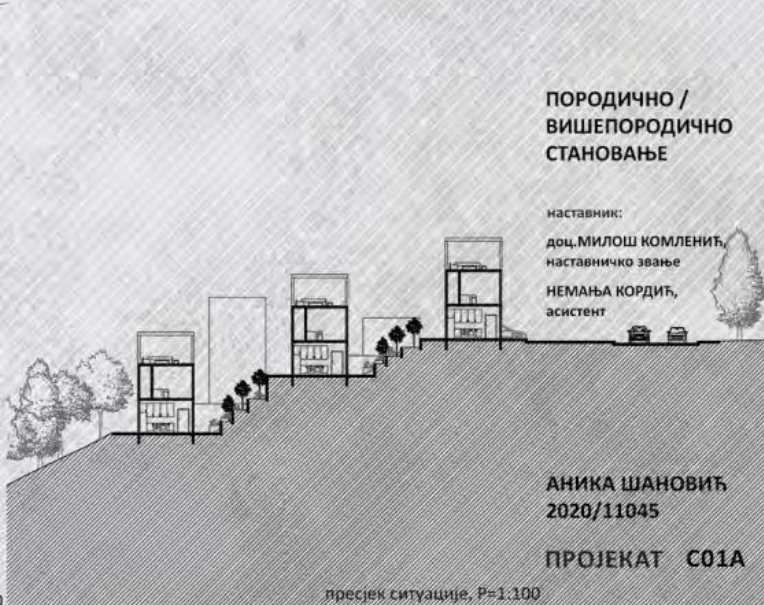 ПОРОДИЧНО /
ВИШЕПОРОДИЧНО
СТАНОВАЊЕ
наставник:
доц.МИЛОШ КОМЛЕНИЋ,
наставничко звање
НЕМАЊА КОРДИЋ,
асистент
АНИКА ШАНОВИЋ
2020/11045
ПРОЈЕКАТ С01А
пресјек ситуације, Р=1:100